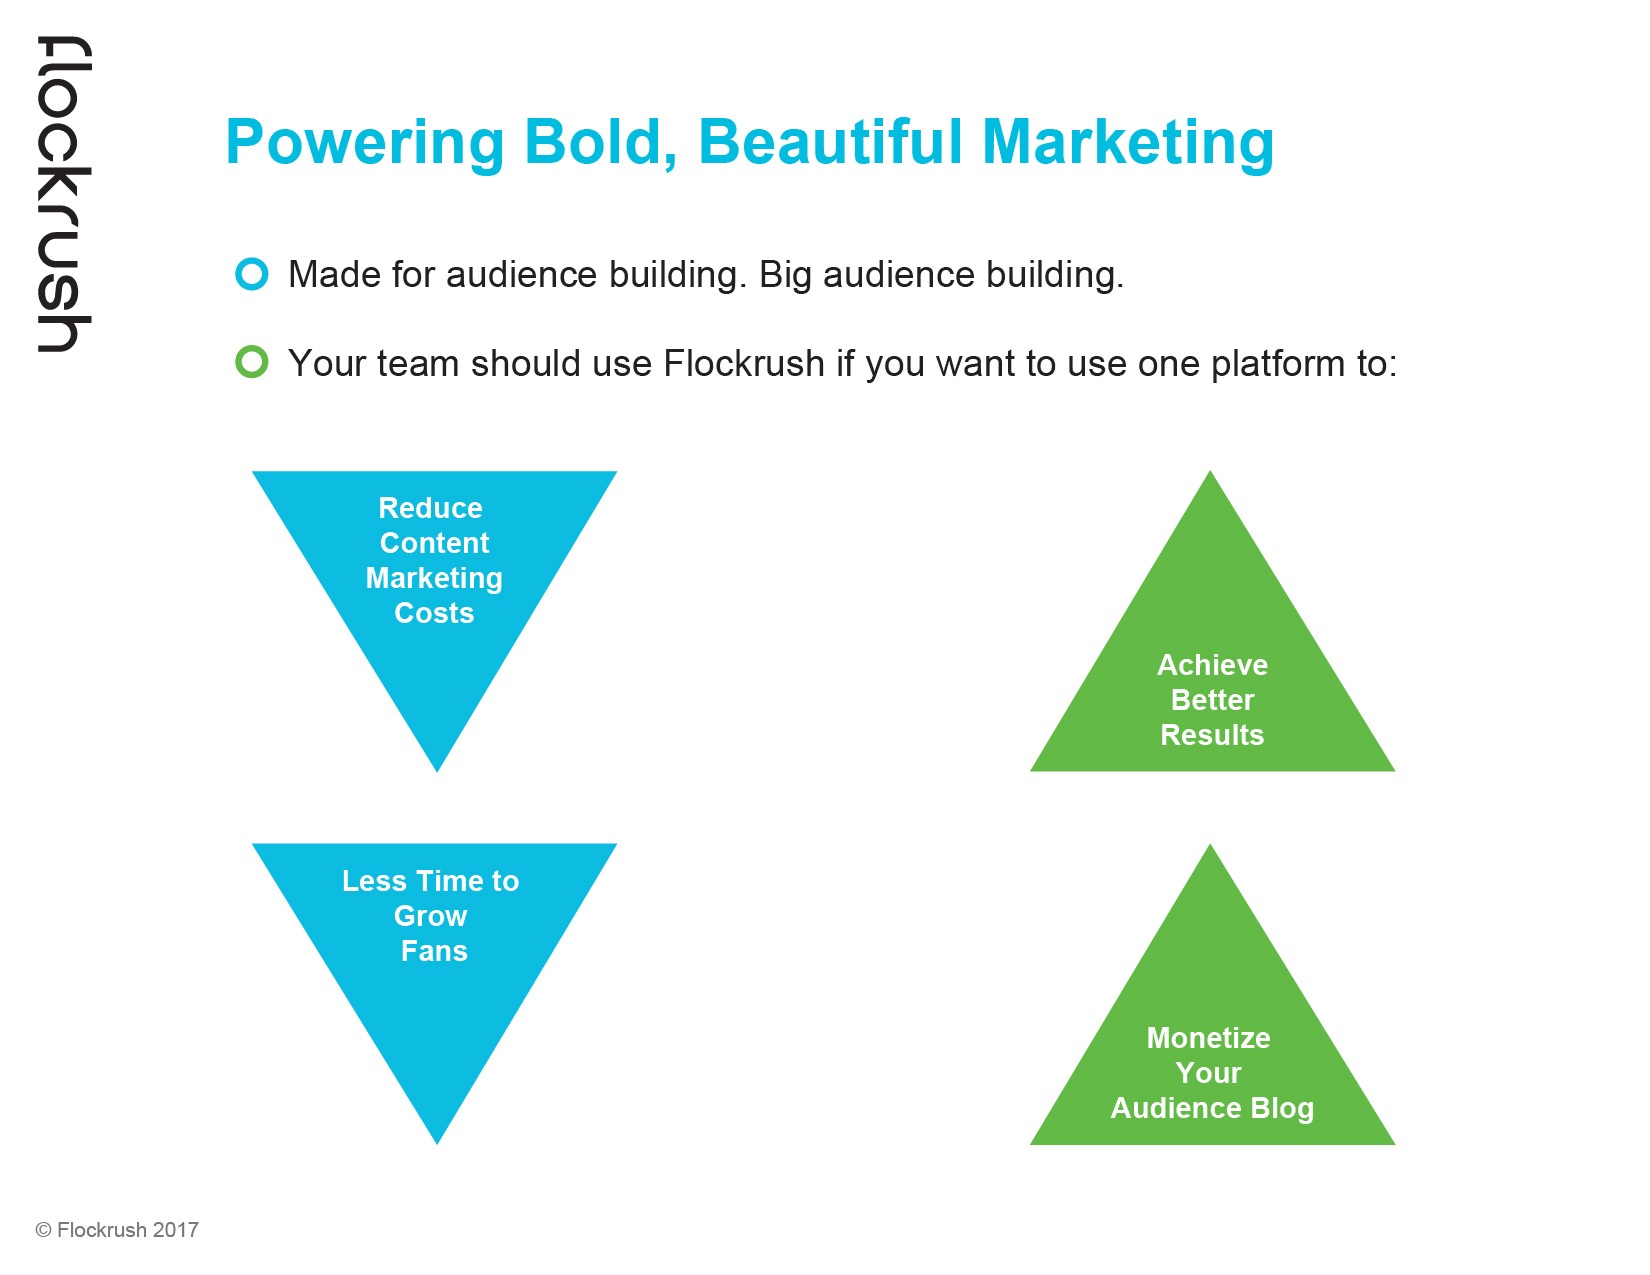 flockrush
Powering Bold, Beautiful Marketing
Made for audience building. Big audience building.
Your team should use Flockrush if you want to use one platform to:
Reduce
Content
Marketing
Costs
Achieve
Better
Results
Less Time to
Grow
Fans
Monetize
Your
Audience Blog
© Flockrush 2017